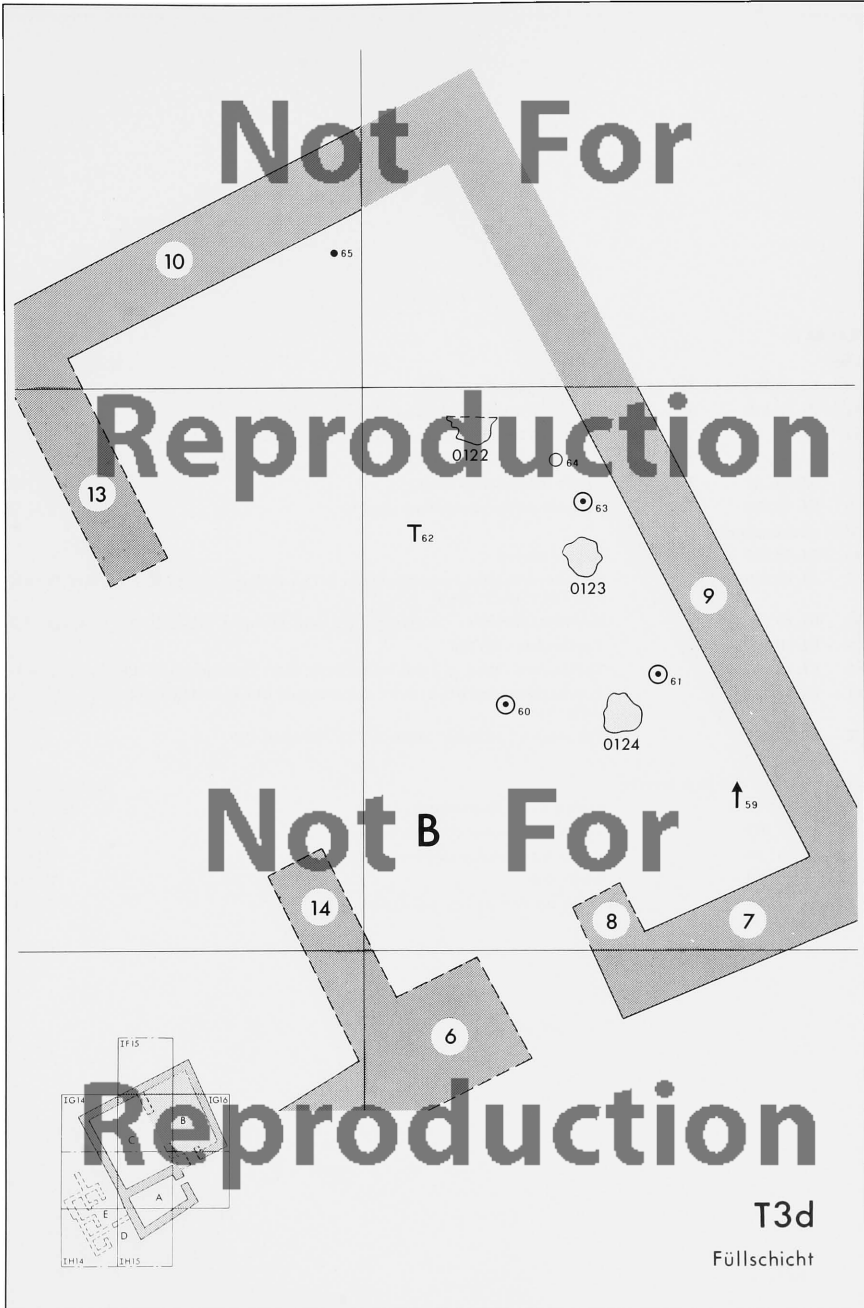 Not For
10
65
Reproduction
0122
64
13
63
T 62
0123
9
61
60
0124
59
Not For
B
14
8
7
6
IF15
IG14
IG16
B
C
Reproduction
A
E
D
IH14
IH15
T3d
Füllschicht